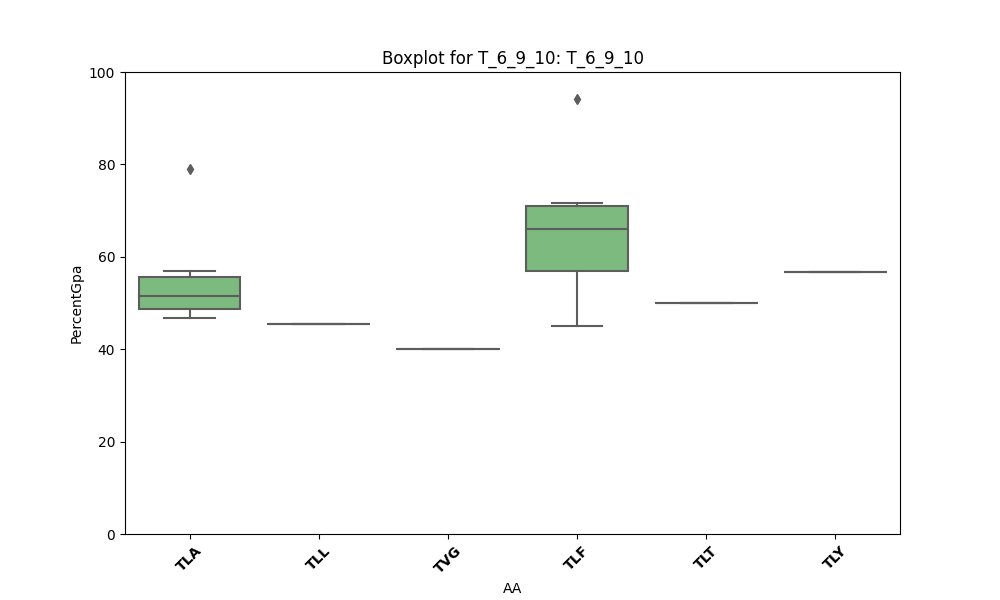 Boxplot for T_6_9_10: T_6_9_10
100
80
60
40
20
0
PercentGpa
TLA
TLL
TVG
TLF
TLT
TLY
AA